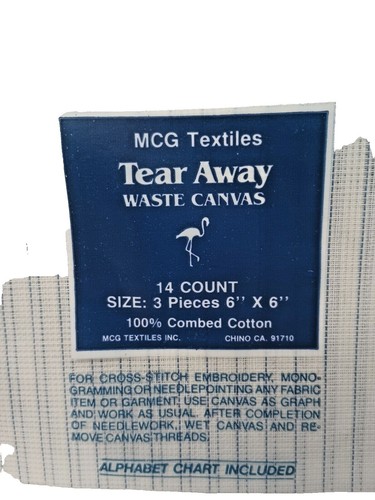 MCG Textiles
Tear Away
WASTE CANVAS
14 COUNT
SIZE: 3 Pieces 6'' X 6''
100% Combed Cotton
MCG TEXTILES INC. CHINO CA. 91710
FOR CROSS-STITCH EMBROIDERY, MONO-
GRAMMING OR NEEDLEPOINTING ANY FABRIC
ITEM OR GARMENT, USE CANVAS AS GRAPH
AND WORK AS USUAL. AFTER COMPLETION
OF NEEDLEWORK, WET CANVAS AND RE-
MOVE CANVAS THREADS.
ALPHABET CHART INCLUDED